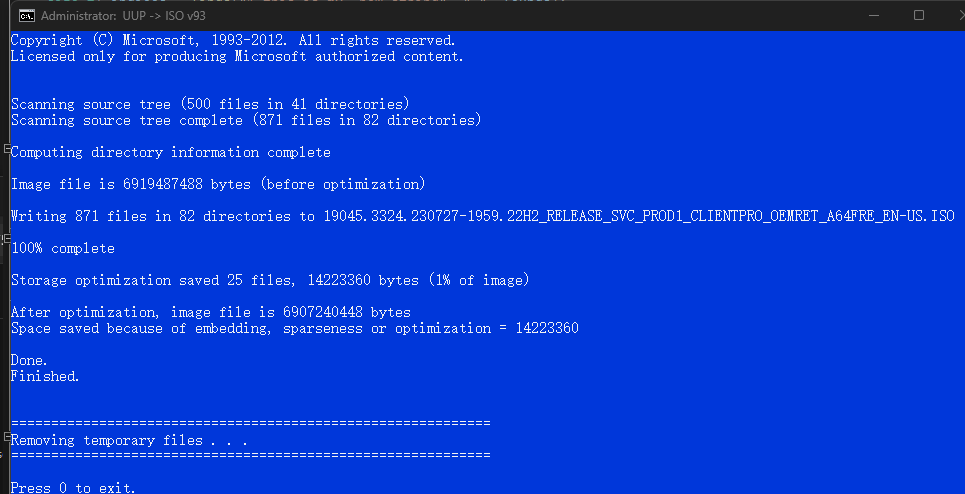 Administrator: UUP -> ISO v93
Copyright (C) Microsoft, 1993-2012. All rights reserved.
Licensed only for producing Microsoft authorized content.
Scanning source tree (500 files in 41 directories)
Scanning source tree complete (871 files in 82 directories)
Computing directory information complete
Image file is 6919487488 bytes (before optimization)
Writing 871 files in 82 directories to 19045.3324.230727-1959.22H2_RELEASE_SVC_PROD1_CLIENTPRO_OEMRET_A64FRE_EN-US.ISO
100% complete
Storage optimization saved 25 files, 14223360 bytes (1% of image)
After optimization, image file is 6907240448 bytes
Space saved because of embedding, sparseness or optimization = 14223360
Done.
Finished.
============================================================
Removing temporary files . . .
============================================================
Press 0 to exit.